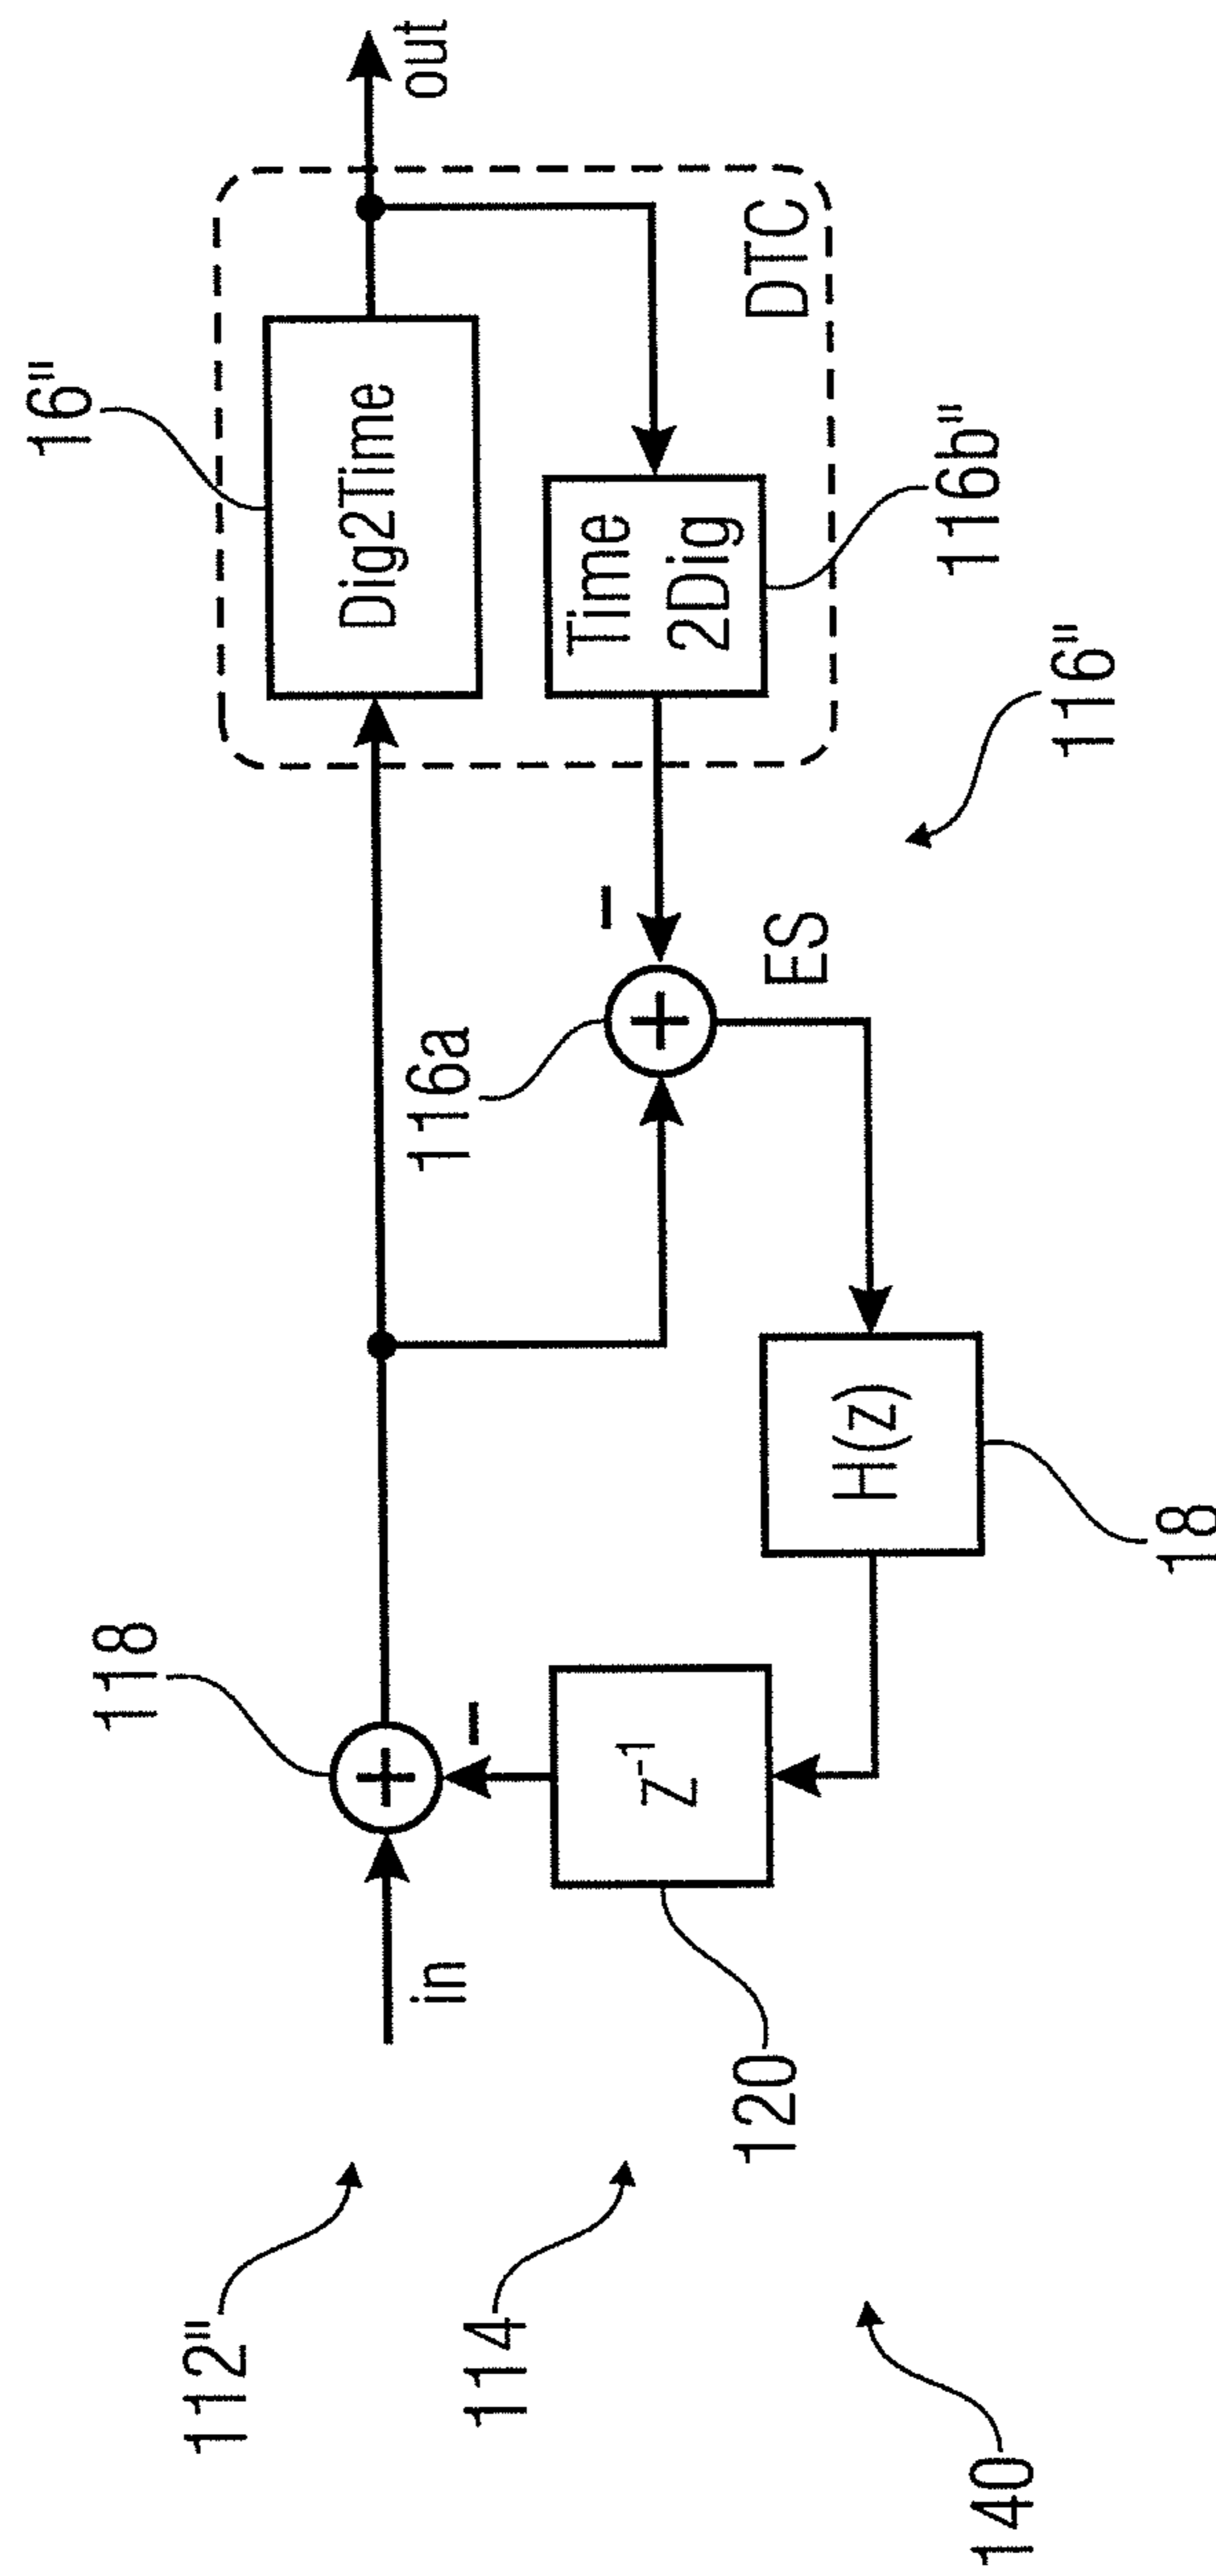 112"
114
140
in
118
120
Z⁻¹
H(z)
18
116a
–
–
ES
116"
16"
Dig2Time
Time
2Dig
116b"
DTC
out